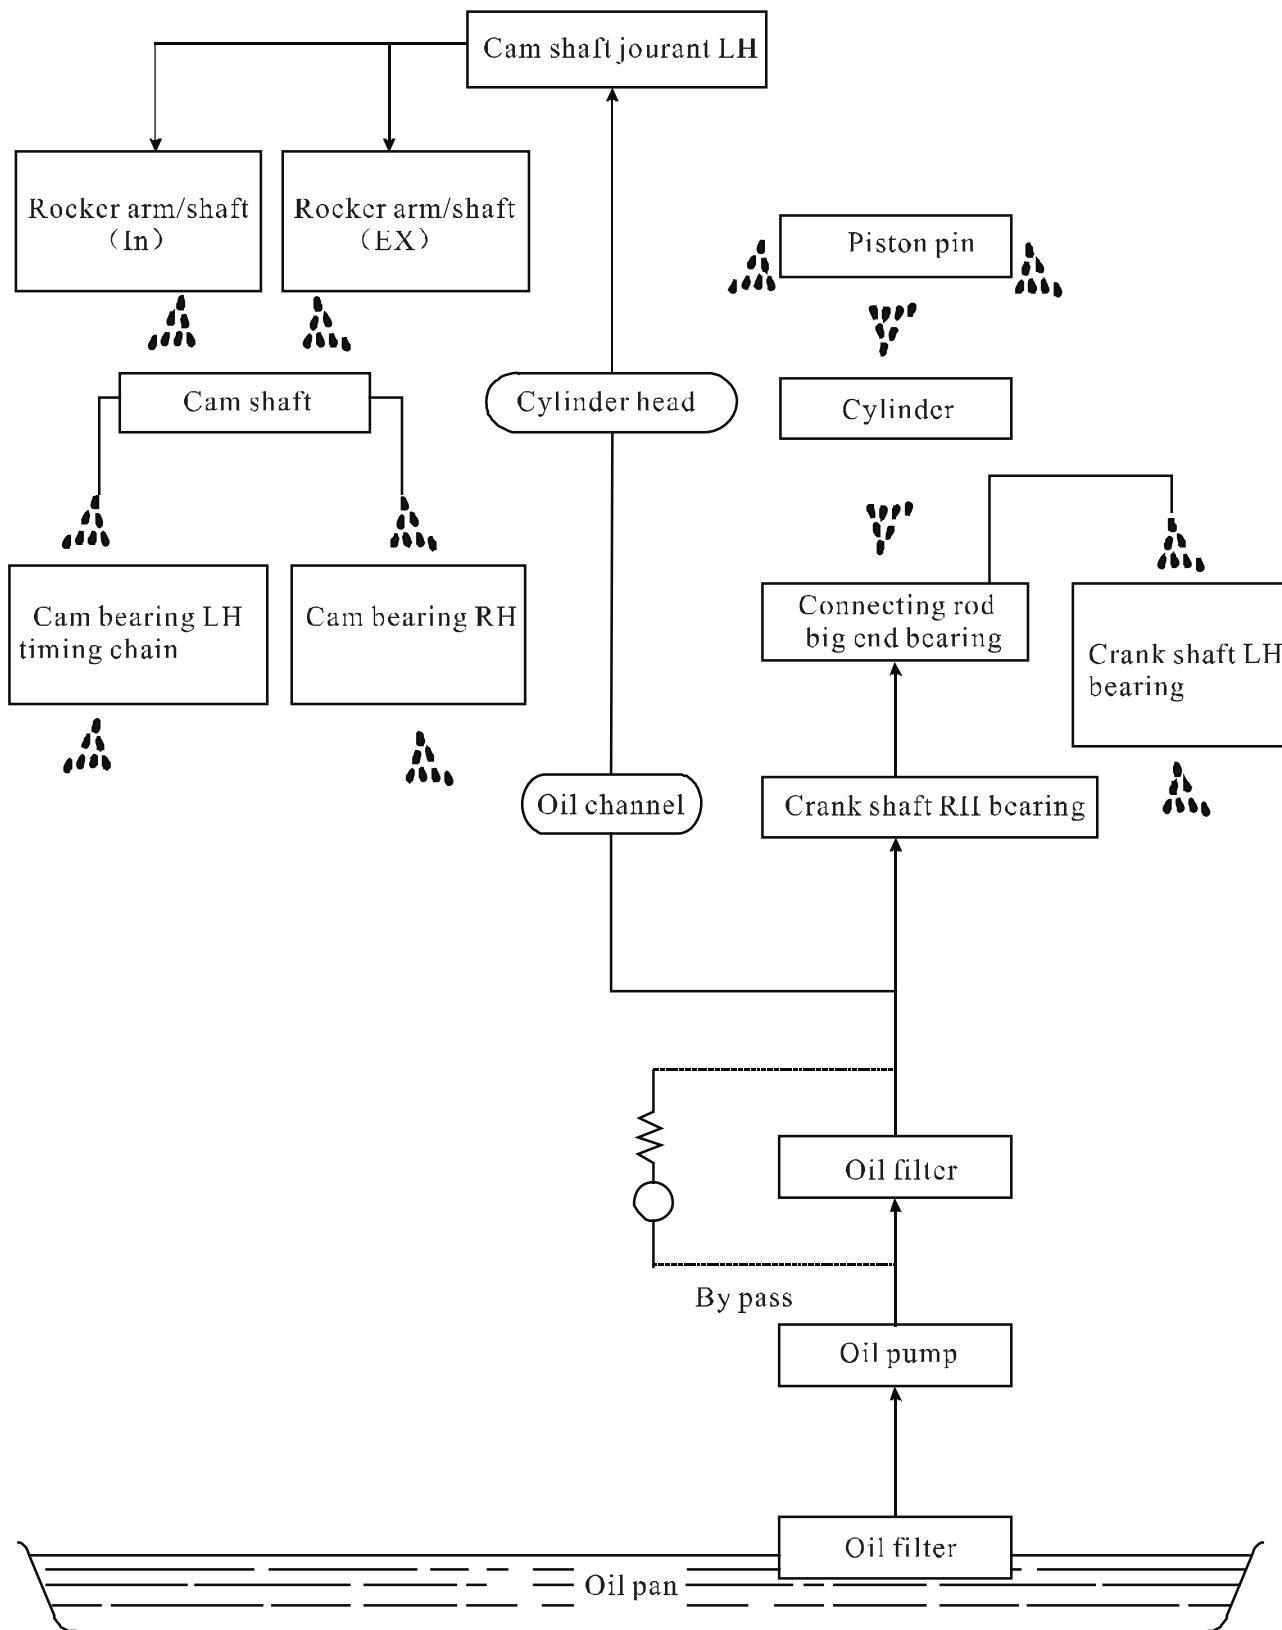 Cam shaft jourant LH
Rocker arm/shaft
（In）
Rocker arm/shaft
（EX）
Piston pin
Cam shaft
Cylinder head
Cylinder
Cam bearing LH
timing chain
Cam bearing RH
Connecting rod
big end bearing
Crank shaft LH
bearing
Oil channel
Crank shaft RH bearing
Oil filter
By pass
Oil pump
Oil filter
Oil pan